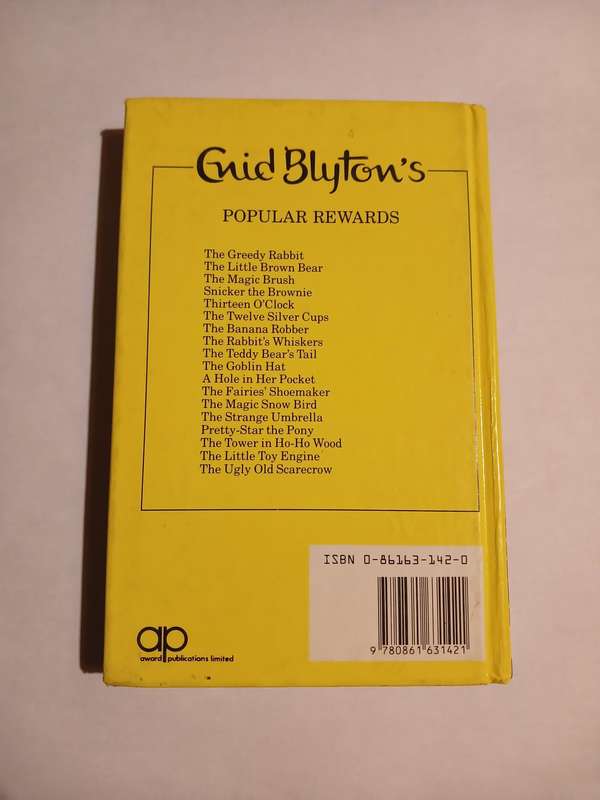 Enid Blyton's
POPULAR REWARDS
The Greedy Rabbit
The Little Brown Bear
The Magic Brush
Snicker the Brownie
Thirteen O'Clock
The Twelve Silver Cups
The Banana Robber
The Rabbit's Whiskers
The Teddy Bear's Tail
The Goblin Hat
A Hole in Her Pocket
The Fairies' Shoemaker
The Magic Snow Bird
The Strange Umbrella
Pretty-Star the Pony
The Tower in Ho-Ho Wood
The Little Toy Engine
The Ugly Old Scarecrow
ISBN 0-86163-142-0
9 780861 631421
ap
award publications limited